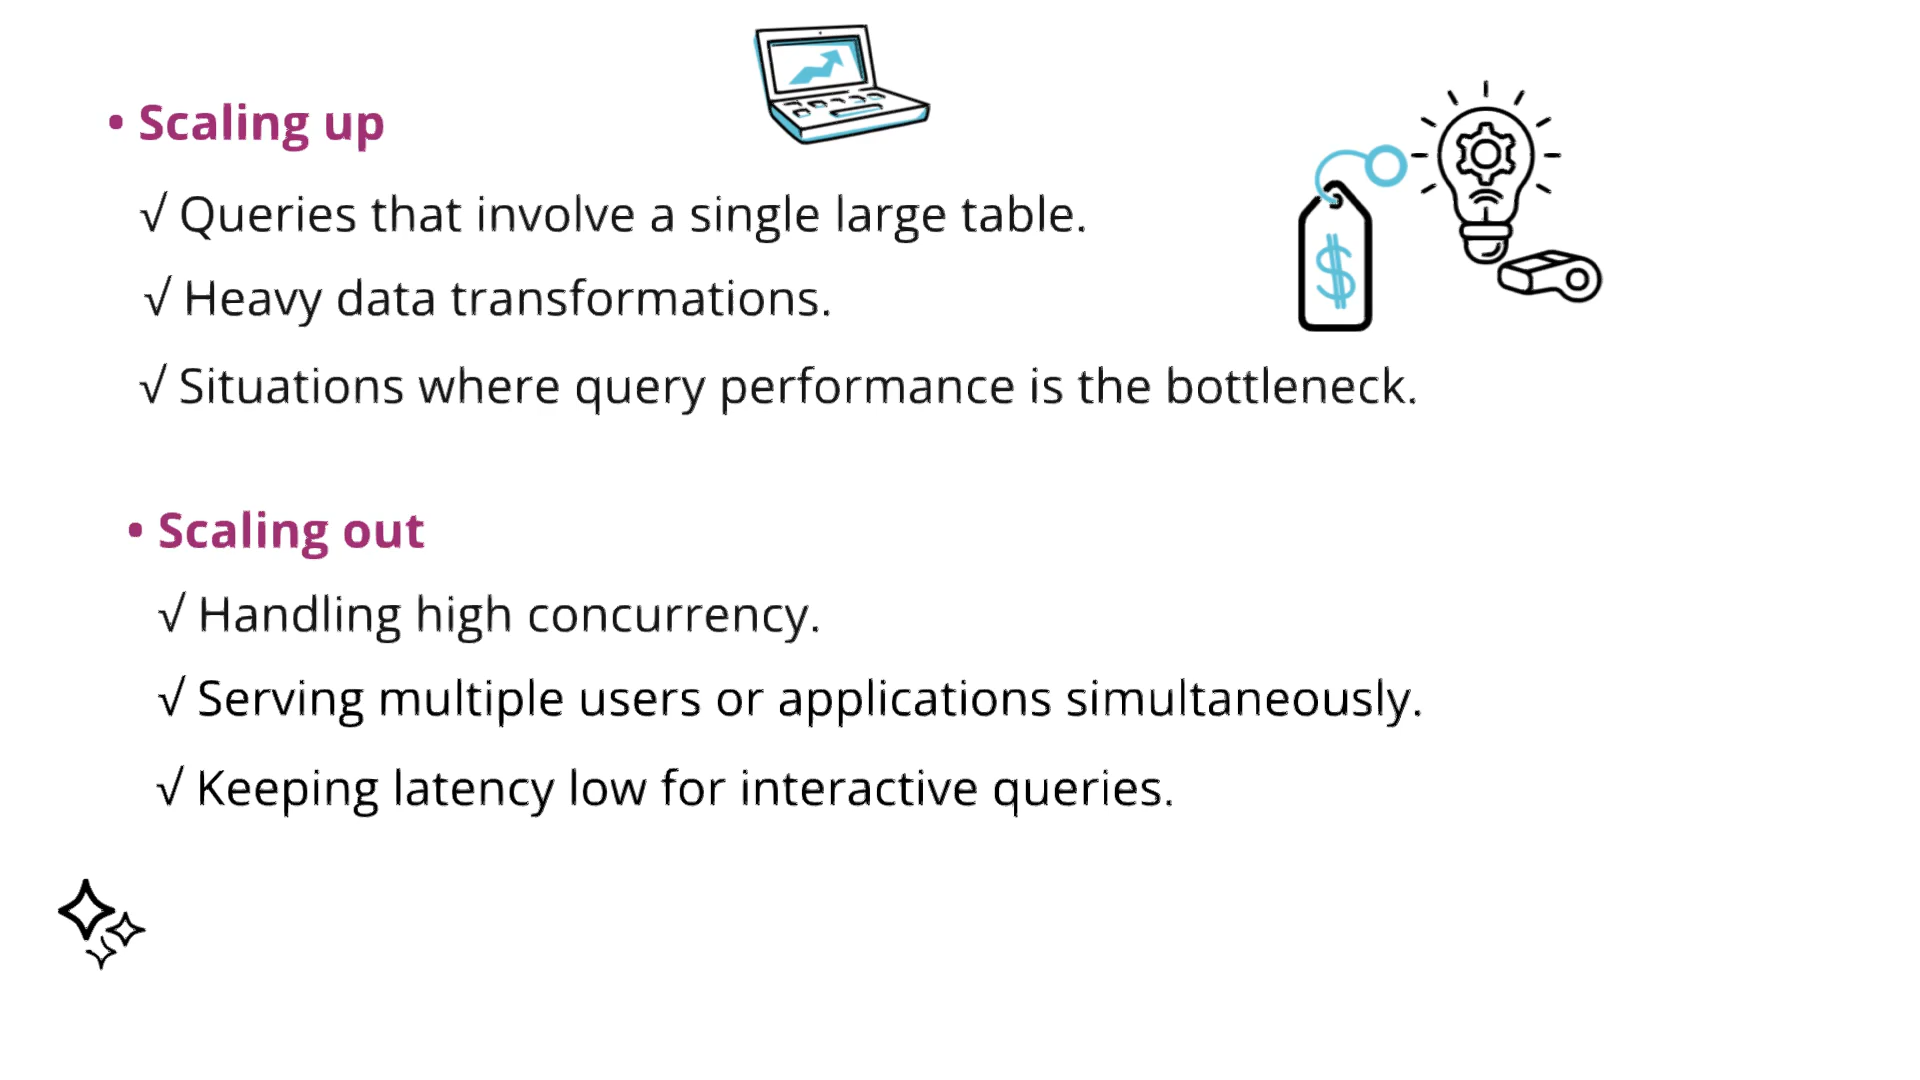 • Scaling up
√ Queries that involve a single large table.
√ Heavy data transformations.
√ Situations where query performance is the bottleneck.
• Scaling out
√ Handling high concurrency.
√ Serving multiple users or applications simultaneously.
√ Keeping latency low for interactive queries.
$